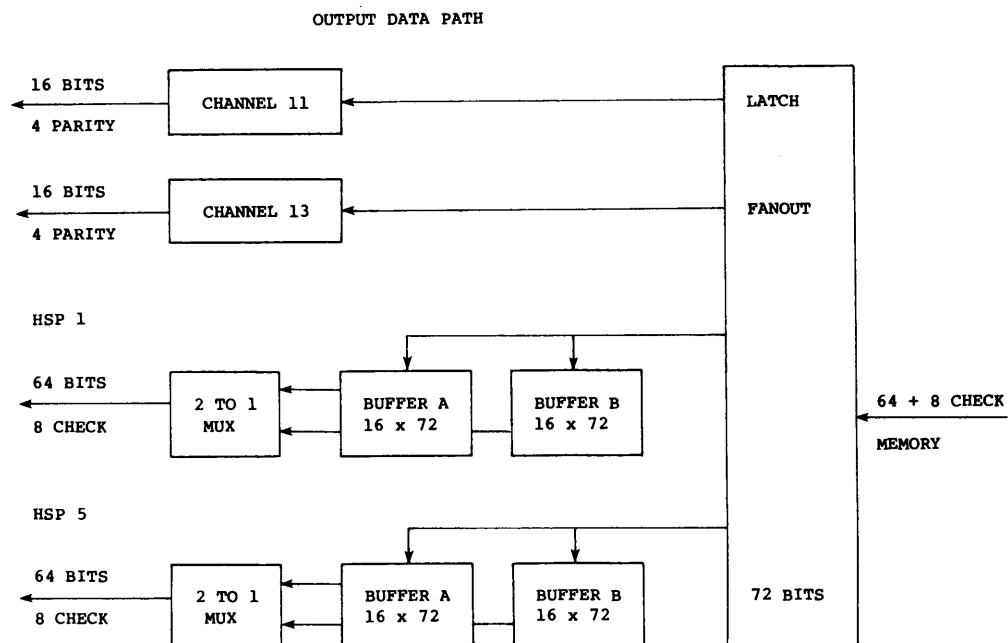 OUTPUT DATA PATH
16 BITS
4 PARITY
CHANNEL 11
LATCH
16 BITS
4 PARITY
CHANNEL 13
FANOUT
HSP 1
64 BITS
8 CHECK
2 TO 1
MUX
BUFFER A
16 x 72
BUFFER B
16 x 72
64 + 8 CHECK
MEMORY
HSP 5
64 BITS
8 CHECK
2 TO 1
MUX
BUFFER A
16 x 72
BUFFER B
16 x 72
72 BITS